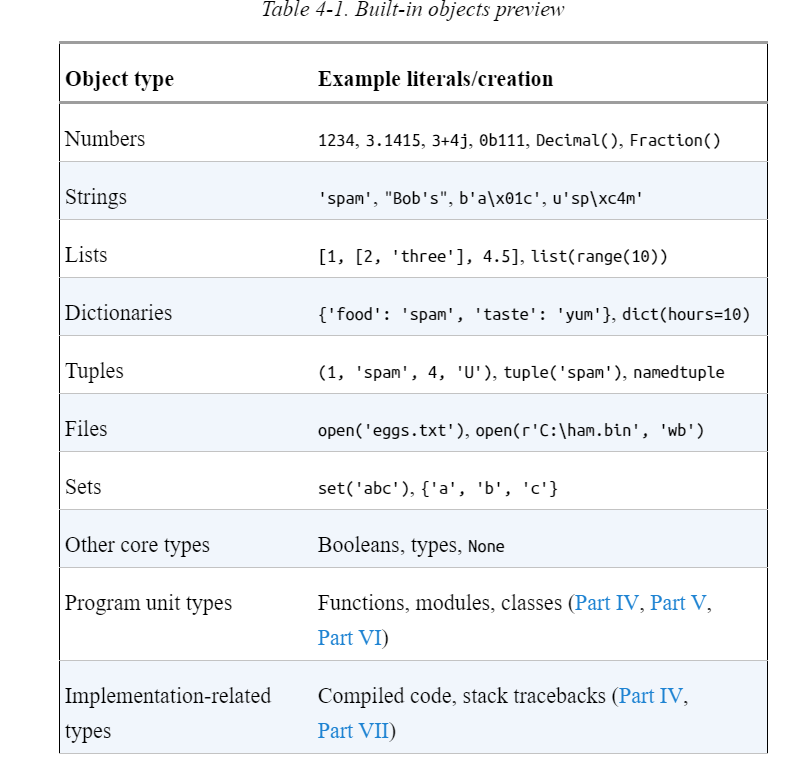 Table 4-1. Built-in objects preview
Object type Example literals/creation
Numbers 1234, 3.1415, 3+4j, 0b111, Decimal(), Fraction()
Strings 'spam', "Bob's", b'a\x01c', u'sp\xc4m'
Lists [1, [2, 'three'], 4.5], list(range(10))
Dictionaries {'food': 'spam', 'taste': 'yum'}, dict(hours=10)
Tuples (1, 'spam', 4, 'U'), tuple('spam'), namedtuple
Files open('eggs.txt'), open(r'C:\ham.bin', 'wb')
Sets set('abc'), {'a', 'b', 'c'}
Other core types Booleans, types, None
Program unit types Functions, modules, classes (Part IV, Part V,
Part VI)
Implementation-related Compiled code, stack tracebacks (Part IV,
types Part VII)